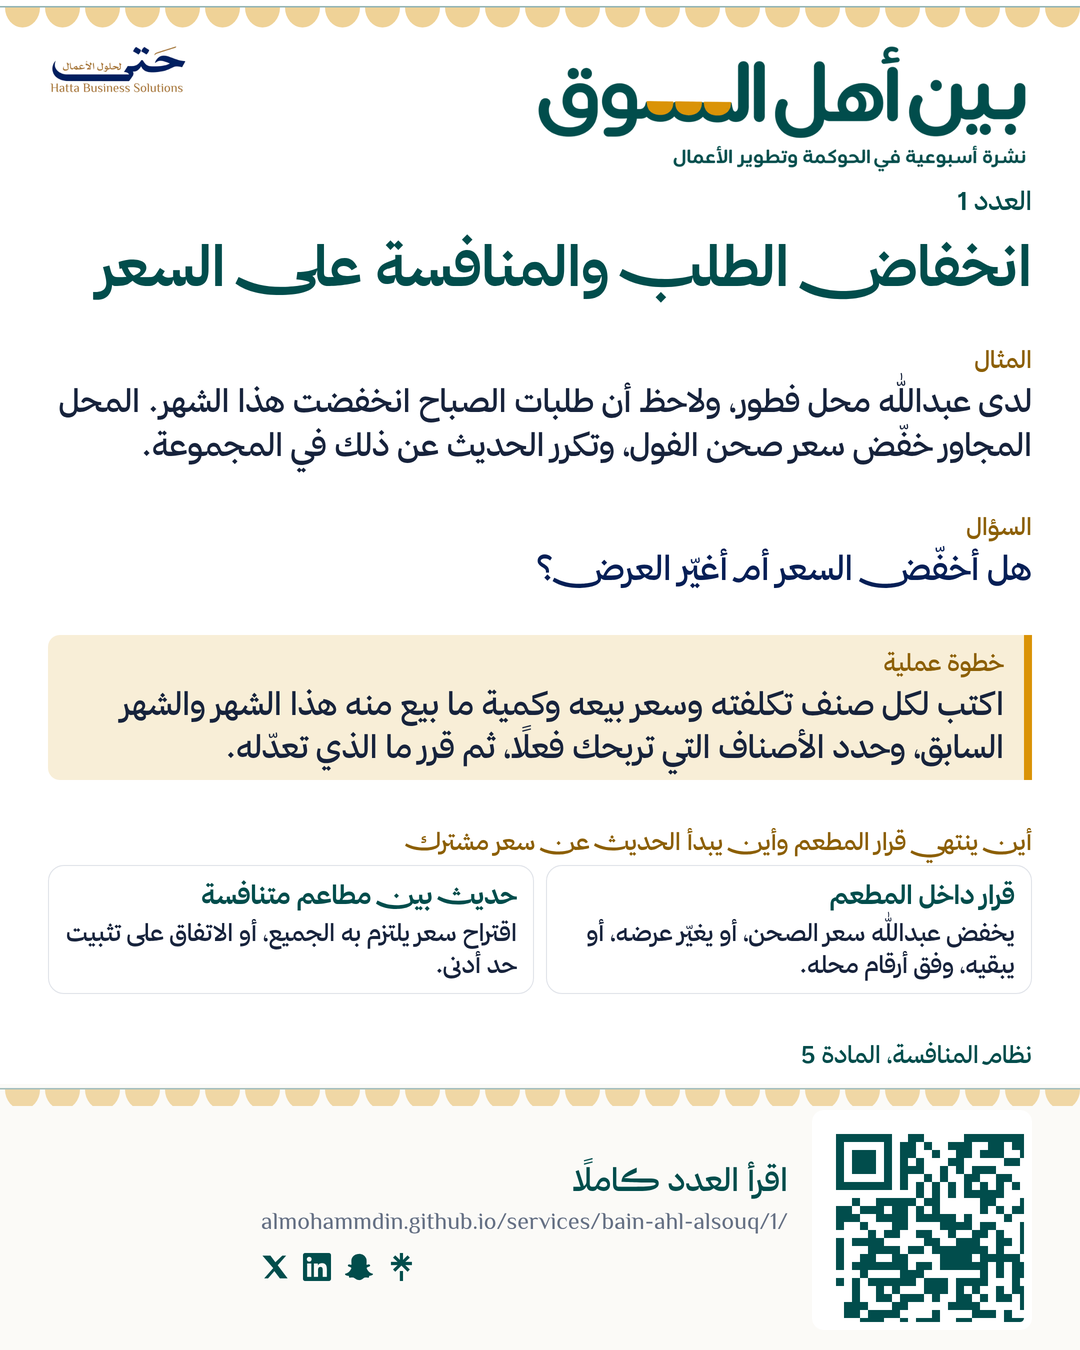 بين أهل السوق
نشرة أسبوعية في الحوكمة وتطوير الأعمال
حَتى لحلول الأعمال
Hatta Business Solutions
العدد 1
انخفاض الطلب والمنافسة على السعر
المثال
لدى عبدالله محل فطور، ولاحظ أن طلبات الصباح انخفضت هذا الشهر. المحل
المجاور خفّض سعر صحن الفول، وتكرر الحديث عن ذلك في المجموعة.
السؤال
هل أخفّض السعر أم أغيّر العرض؟
خطوة عملية
اكتب لكل صنف تكلفته وسعر بيعه وكمية ما بيع منه هذا الشهر والشهر
السابق، وحدد الأصناف التي تربحك فعلًا، ثم قرر ما الذي تعدّله.
أين ينتهي قرار المطعم وأين يبدأ الحديث عن سعر مشترك
قرار داخل المطعم
يخفض عبدالله سعر الصحن، أو يغيّر عرضه، أو
يبقيه، وفق أرقام محله.
حديث بين مطاعم متنافسة
اقتراح سعر يلتزم به الجميع، أو الاتفاق على تثبيت
حد أدنى.
نظام المنافسة، المادة 5
اقرأ العدد كاملًا
almohammdin.github.io/services/bain-ahl-alsouq/1/